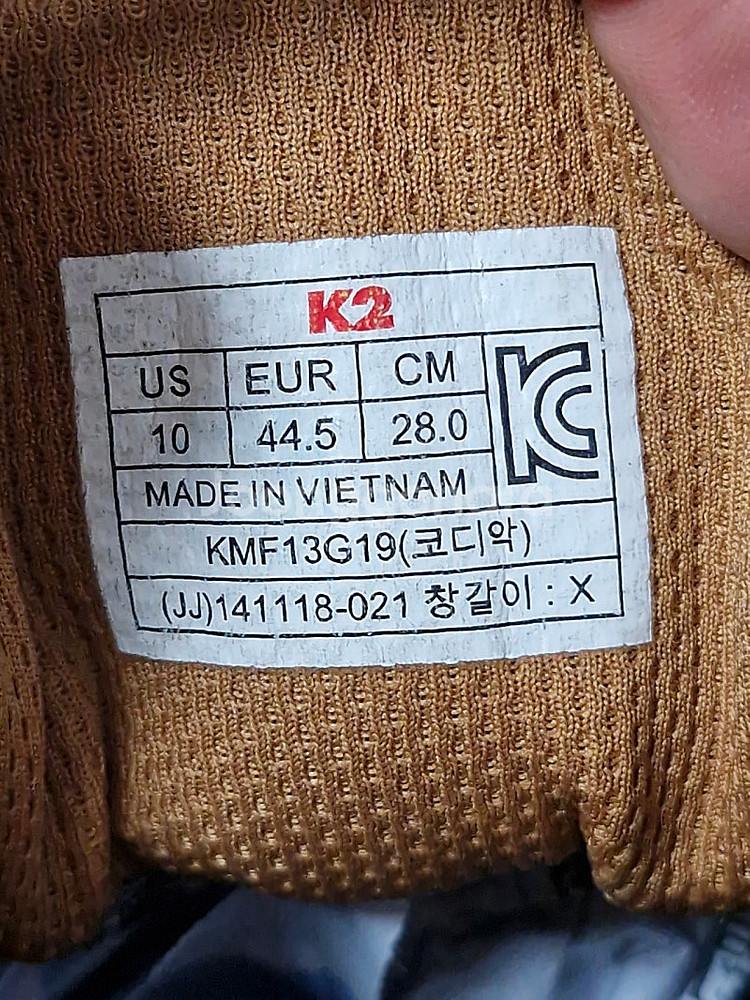 K2
US EUR CM
10 44.5 28.0
KC
MADE IN VIETNAM
KMF13G19(코디악)
(JJ)141118-021 창갈이 : X